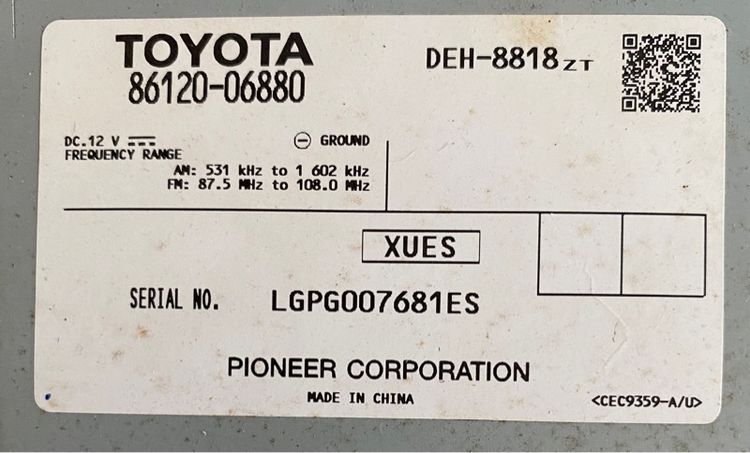 TOYOTA
86120-06880
DEH-8818ZT
DC.12 V
⊖ GROUND
FREQUENCY RANGE
AM: 531 kHz to 1 602 kHz
FM: 87.5 MHz to 108.0 MHz
XUES
SERIAL NO. LGPG007681ES
PIONEER CORPORATION
MADE IN CHINA
<CEC9359-A/U>